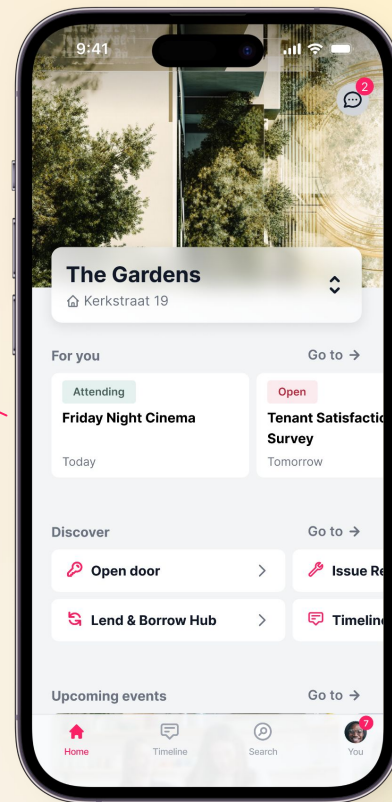 9:41
2
The Gardens
Kerkstraat 19
For you
Go to →
Attending
Open
Friday Night Cinema
Tenant Satisfactio
Survey
Today
Tomorrow
Discover
Go to →
Open door
Issue Re
Lend & Borrow Hub
Timeline
Upcoming events
Go to →
7
Home
Timeline
Search
You